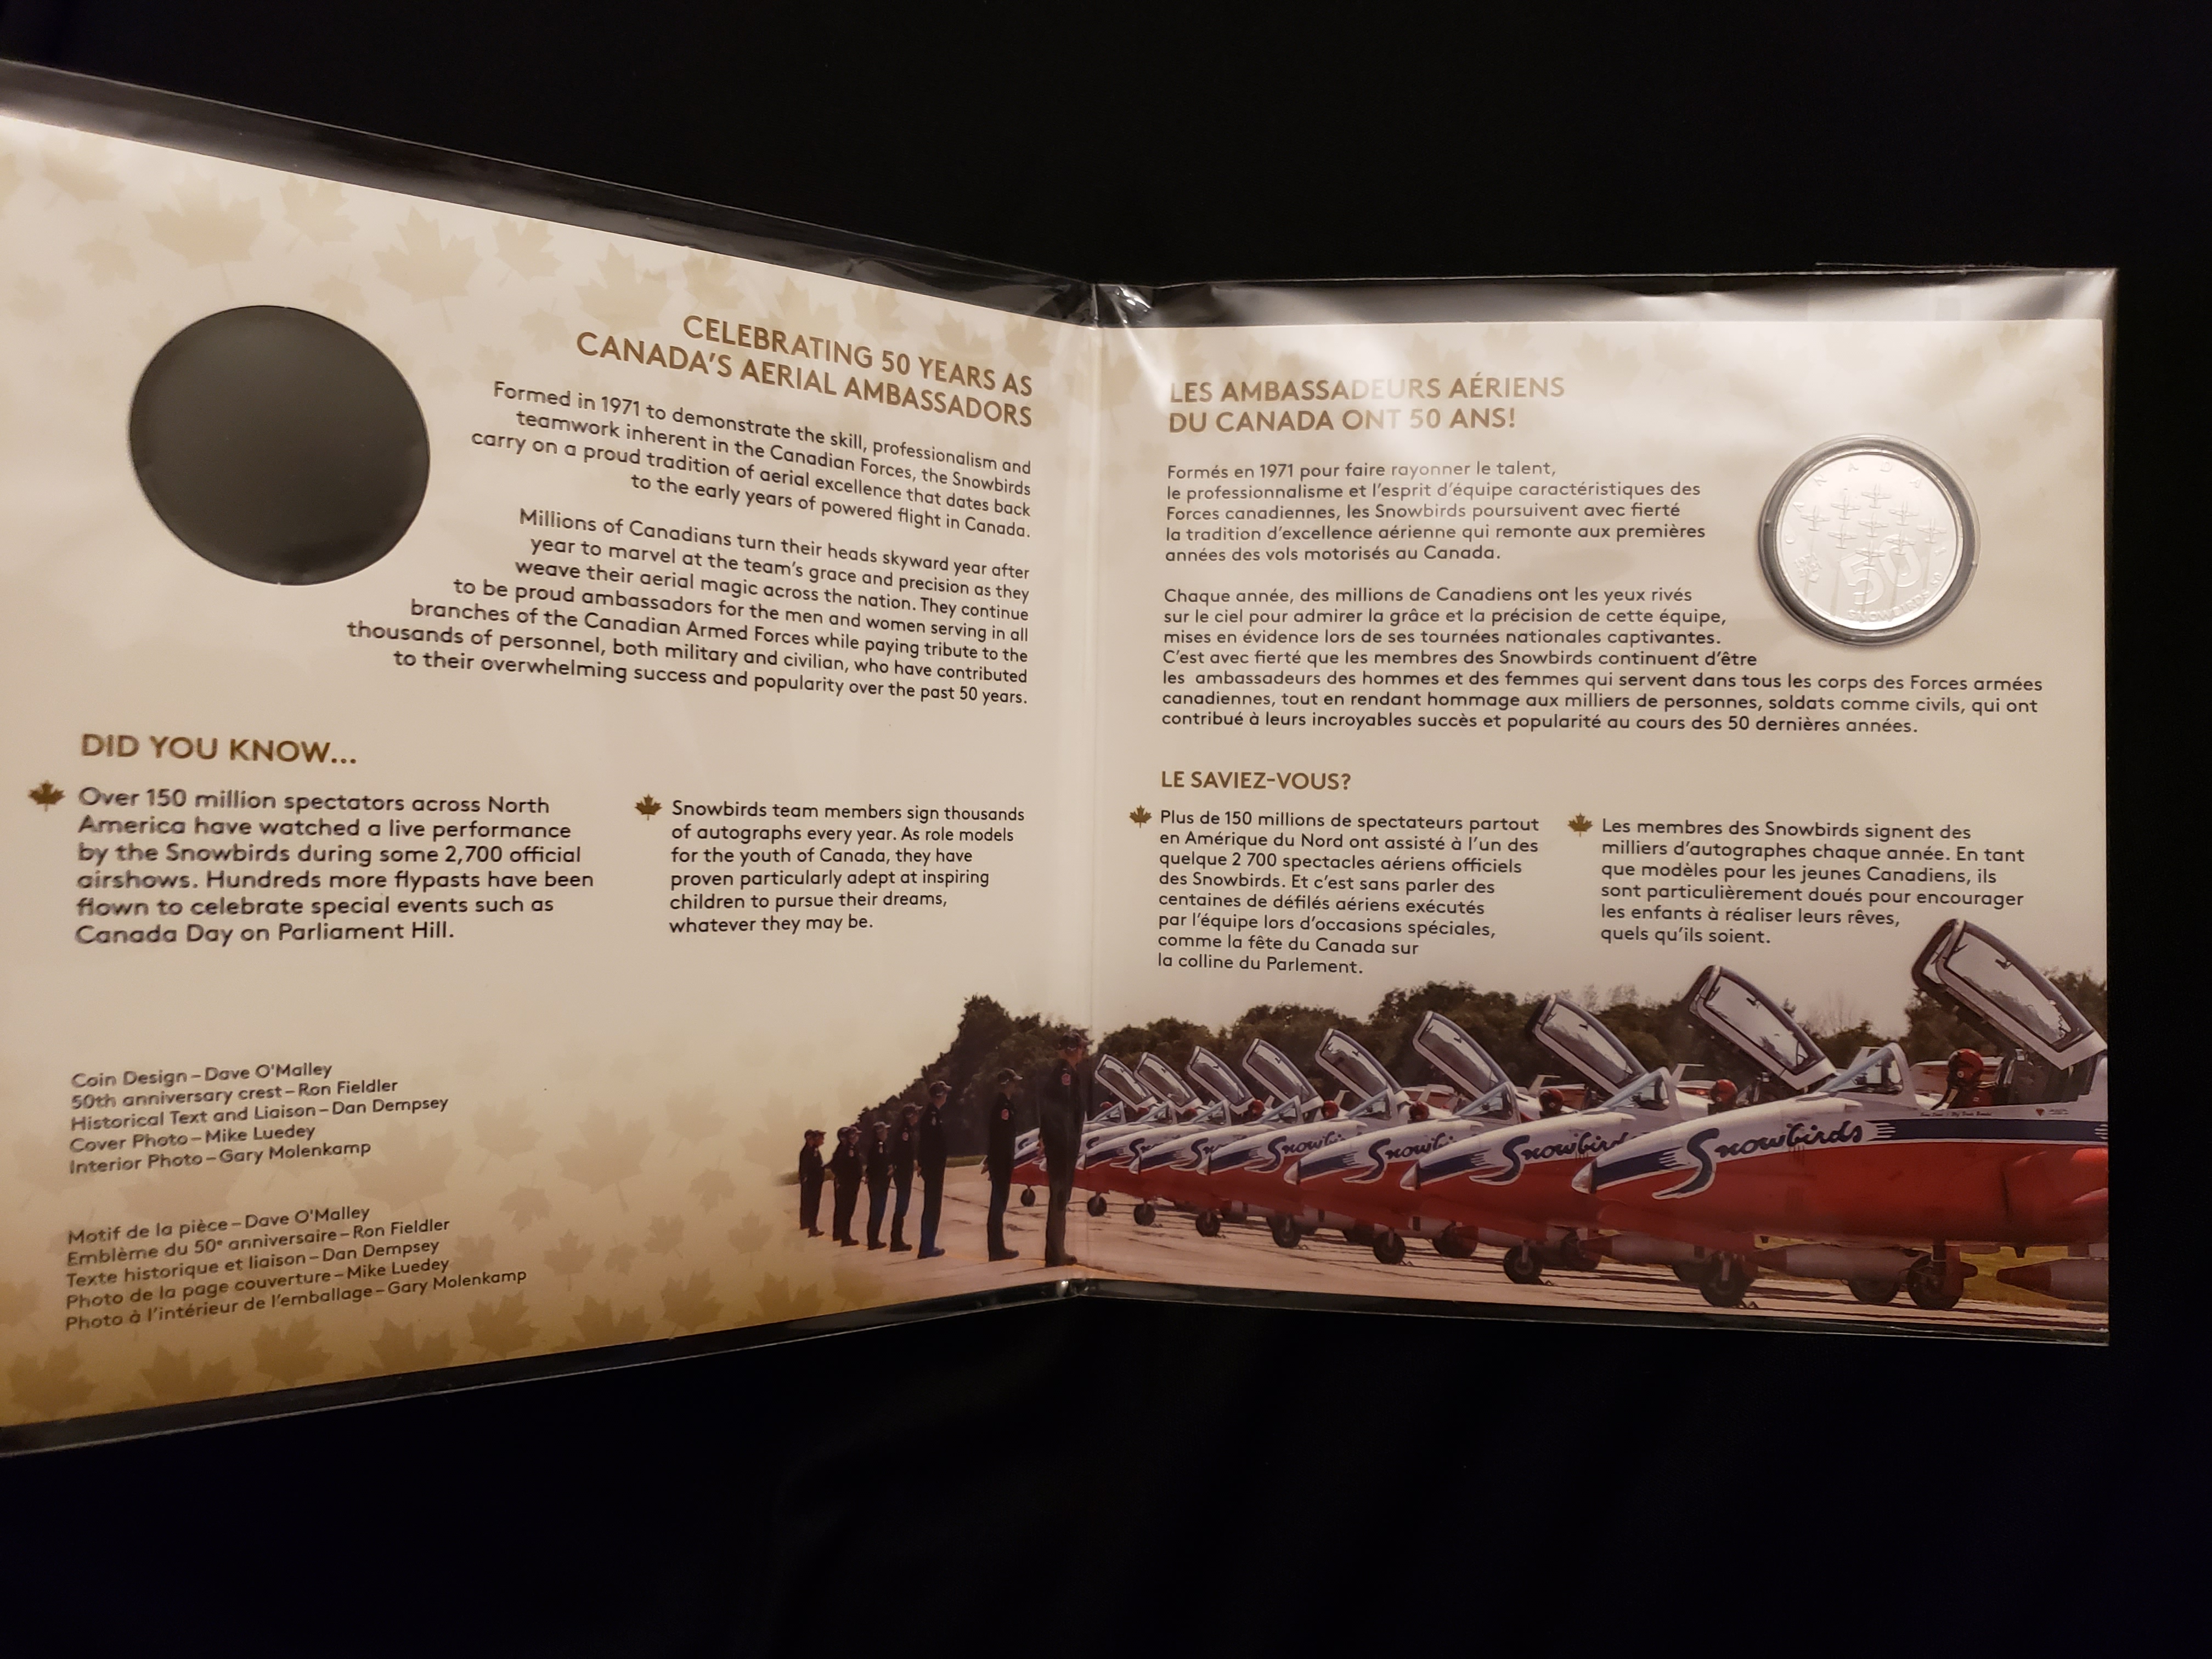 CELEBRATING 50 YEARS AS
CANADA'S AERIAL AMBASSADORS
Formed in 1971 to demonstrate the skill, professionalism and
teamwork inherent in the Canadian Forces, the Snowbirds
carry on a proud tradition of aerial excellence that dates back
to the early years of powered flight in Canada.
Millions of Canadians turn their heads skyward year after
year to marvel at the team's grace and precision as they
weave their aerial magic across the nation. They continue
to be proud ambassadors for the men and women serving in all
branches of the Canadian Armed Forces while paying tribute to the
thousands of personnel, both military and civilian, who have contributed
to their overwhelming success and popularity over the past 50 years.
DID YOU KNOW...
Over 150 million spectators across North
America have watched a live performance
by the Snowbirds during some 2,700 official
airshows. Hundreds more flypasts have been
flown to celebrate special events such as
Canada Day on Parliament Hill.
Snowbirds team members sign thousands
of autographs every year. As role models
for the youth of Canada, they have
proven particularly adept at inspiring
children to pursue their dreams,
whatever they may be.
Coin Design – Dave O'Malley
50th anniversary crest – Ron Fieldler
Historical Text and Liaison – Dan Dempsey
Cover Photo – Mike Luedey
Interior Photo – Gary Molenkamp
Motif de la pièce – Dave O'Malley
Emblème du 50e anniversaire – Ron Fieldler
Texte historique et liaison – Dan Dempsey
Photo de la page couverture – Mike Luedey
Photo à l'intérieur de l'emballage – Gary Molenkamp
LES AMBASSADEURS AÉRIENS
DU CANADA ONT 50 ANS!
Formés en 1971 pour faire rayonner le talent,
le professionnalisme et l'esprit d'équipe caractéristiques des
Forces canadiennes, les Snowbirds poursuivent avec fierté
la tradition d'excellence aérienne qui remonte aux premières
années des vols motorisés au Canada.
Chaque année, des millions de Canadiens ont les yeux rivés
sur le ciel pour admirer la grâce et la précision de cette équipe,
mises en évidence lors de ses tournées nationales captivantes.
C'est avec fierté que les membres des Snowbirds continuent d'être
les ambassadeurs des hommes et des femmes qui servent dans tous les corps des Forces armées
canadiennes, tout en rendant hommage aux milliers de personnes, soldats comme civils, qui ont
contribué à leurs incroyables succès et popularité au cours des 50 dernières années.
CANADA
50
SNOWBIRDS
LE SAVIEZ-VOUS?
Plus de 150 millions de spectateurs partout
en Amérique du Nord ont assisté à l'un des
quelque 2 700 spectacles aériens officiels
des Snowbirds. Et c'est sans parler des
centaines de défilés aériens exécutés
par l'équipe lors d'occasions spéciales,
comme la fête du Canada sur
la colline du Parlement.
Les membres des Snowbirds signent des
milliers d'autographes chaque année. En tant
que modèles pour les jeunes Canadiens, ils
sont particulièrement doués pour encourager
les enfants à réaliser leurs rêves,
quels qu'ils soient.
Snowbirds
Snowbird
Snowbi